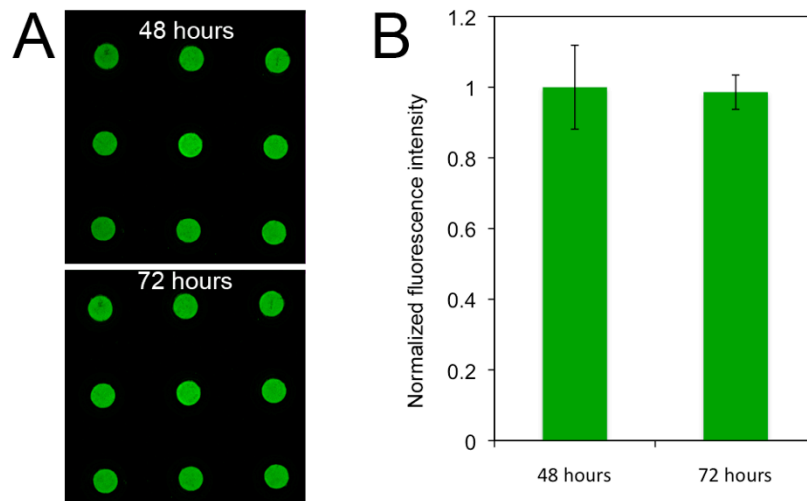 A
48 hours
72 hours
B
Normalized fluorescence intensity
1.2
1
0.8
0.6
0.4
0.2
0
48 hours
72 hours